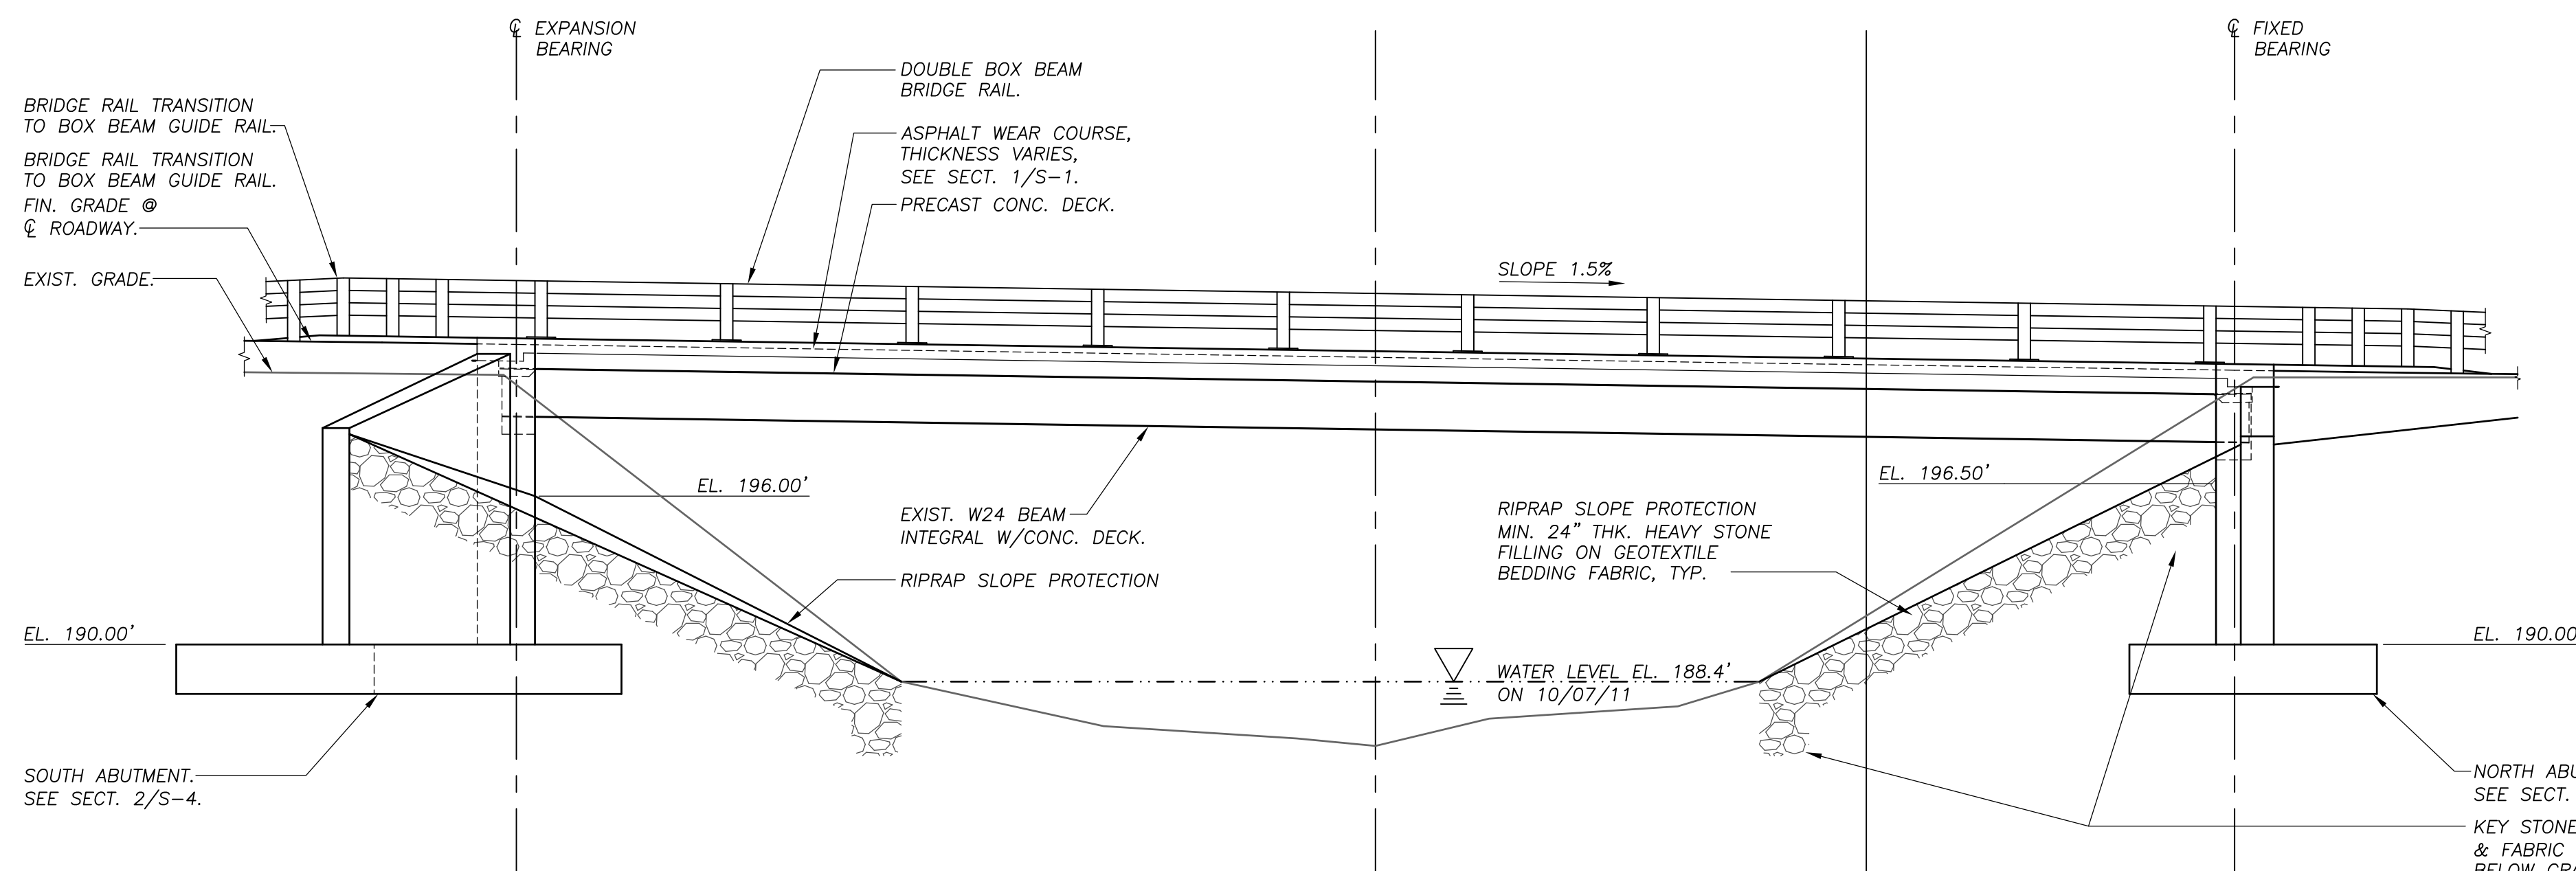 ℄ EXPANSION
BEARING
℄ FIXED
BEARING
DOUBLE BOX BEAM
BRIDGE RAIL.
BRIDGE RAIL TRANSITION
TO BOX BEAM GUIDE RAIL.
ASPHALT WEAR COURSE,
THICKNESS VARIES,
SEE SECT. 1/S-1.
BRIDGE RAIL TRANSITION
TO BOX BEAM GUIDE RAIL.
FIN. GRADE @
℄ ROADWAY.
PRECAST CONC. DECK.
EXIST. GRADE.
SLOPE 1.5%
EL. 196.00'
EL. 196.50'
EXIST. W24 BEAM
INTEGRAL W/CONC. DECK.
RIPRAP SLOPE PROTECTION
MIN. 24" THK. HEAVY STONE
FILLING ON GEOTEXTILE
BEDDING FABRIC, TYP.
RIPRAP SLOPE PROTECTION
EL. 190.00'
EL. 190.00
WATER LEVEL EL. 188.4'
ON 10/07/11
SOUTH ABUTMENT.
SEE SECT. 2/S-4.
NORTH
SEE SECT.
KEY STONE
& FABRIC
BELOW